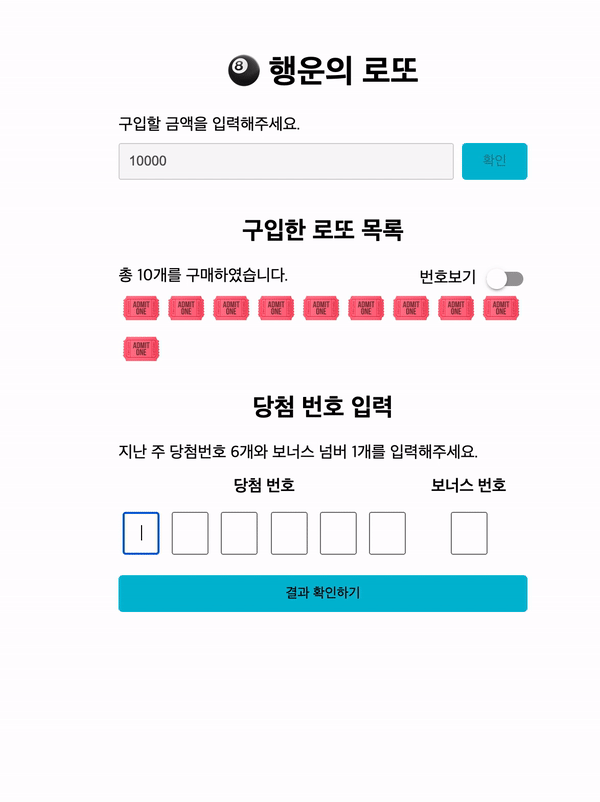 🎱 행운의 로또
구입할 금액을 입력해주세요.
10000 확인
구입한 로또 목록
총 10개를 구매하였습니다. 번호보기
ADMIT ONE ADMIT ONE ADMIT ONE ADMIT ONE ADMIT ONE ADMIT ONE ADMIT ONE ADMIT ONE ADMIT ONE
ADMIT ONE
당첨 번호 입력
지난 주 당첨번호 6개와 보너스 넘버 1개를 입력해주세요.
당첨 번호 보너스 번호
결과 확인하기